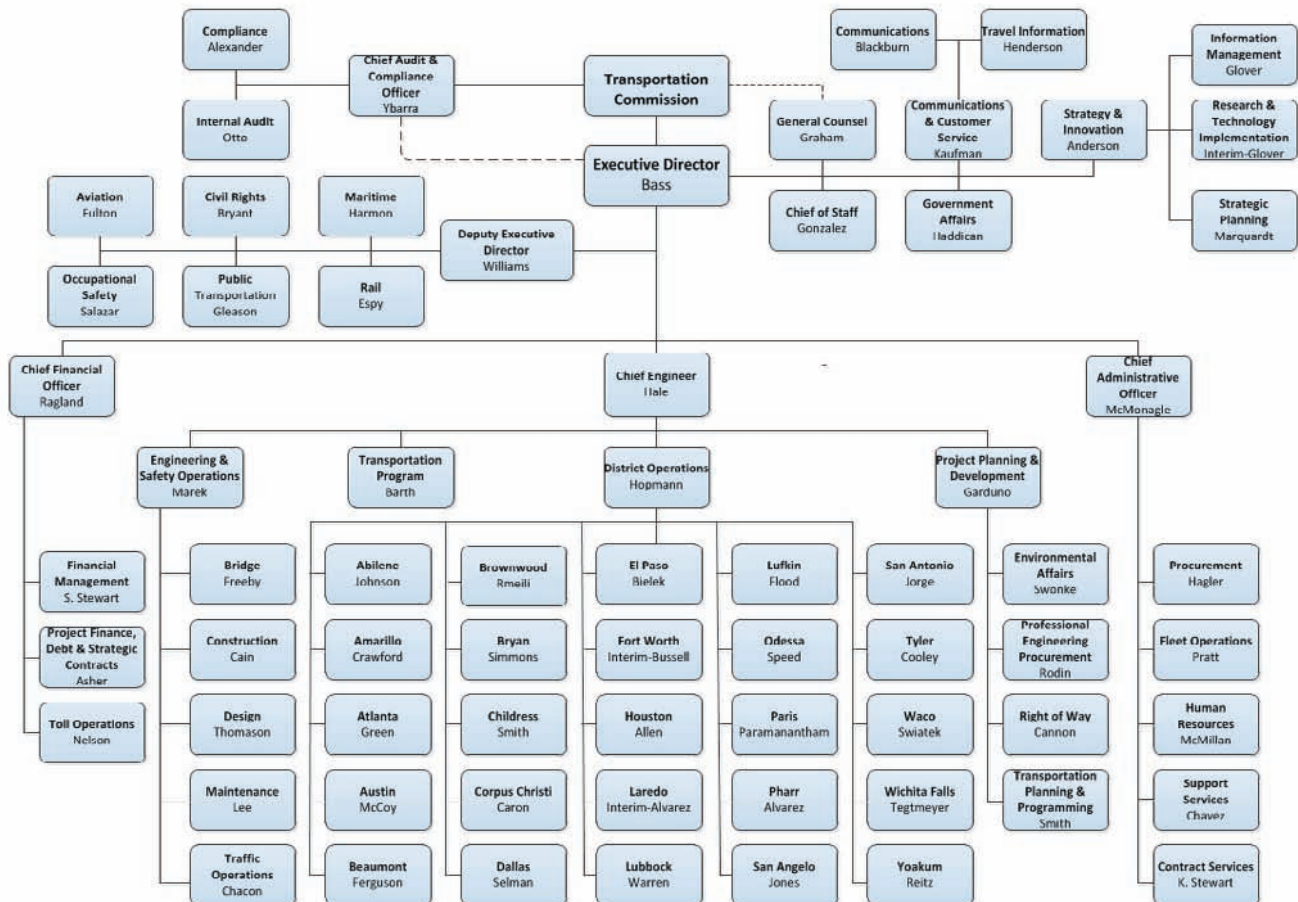 Compliance
Alexander
Chief Audit &
Compliance
Officer
Ybarra
Internal Audit
Otto
Transportation
Commission
Executive Director
Bass
Communications
Blackburn
Travel Information
Henderson
General Counsel
Graham
Communications
& Customer
Service
Kaufman
Strategy &
Innovation
Anderson
Information
Management
Glover
Research &
Technology
Implementation
Interim-Glover
Strategic
Planning
Marquardt
Chief of Staff
Gonzalez
Government
Affairs
Haddican
Aviation
Fulton
Civil Rights
Bryant
Maritime
Harmon
Deputy Executive
Director
Williams
Occupational
Safety
Salazar
Public
Transportation
Gleason
Rail
Espy
Chief Financial
Officer
Ragland
Chief Engineer
Hale
Chief
Administrative
Officer
McMonagle
Engineering &
Safety Operations
Marek
Transportation
Program
Barth
District Operations
Hopmann
Project Planning &
Development
Garduno
Financial
Management
S. Stewart
Project Finance,
Debt & Strategic
Contracts
Asher
Toll Operations
Nelson
Bridge
Freeby
Construction
Cain
Design
Thomason
Maintenance
Lee
Traffic
Operations
Chacon
Abilene
Johnson
Amarillo
Crawford
Atlanta
Green
Austin
McCoy
Beaumont
Ferguson
Brownwood
Rmeili
Bryan
Simmons
Childress
Smith
Corpus Christi
Caron
Dallas
Selman
El Paso
Bielek
Fort Worth
Interim-Bussell
Houston
Allen
Laredo
Interim-Alvarez
Lubbock
Warren
Lufkin
Flood
Odessa
Speed
Paris
Paramanantham
Pharr
Alvarez
San Angelo
Jones
San Antonio
Jorge
Tyler
Cooley
Waco
Swiatek
Wichita Falls
Tegtmeyer
Yoakum
Reitz
Environmental
Affairs
Swonke
Professional
Engineering
Procurement
Rodin
Right of Way
Cannon
Transportation
Planning &
Programming
Smith
Procurement
Hagler
Fleet Operations
Pratt
Human
Resources
McMillan
Support
Services
Chavez
Contract Services
K. Stewart